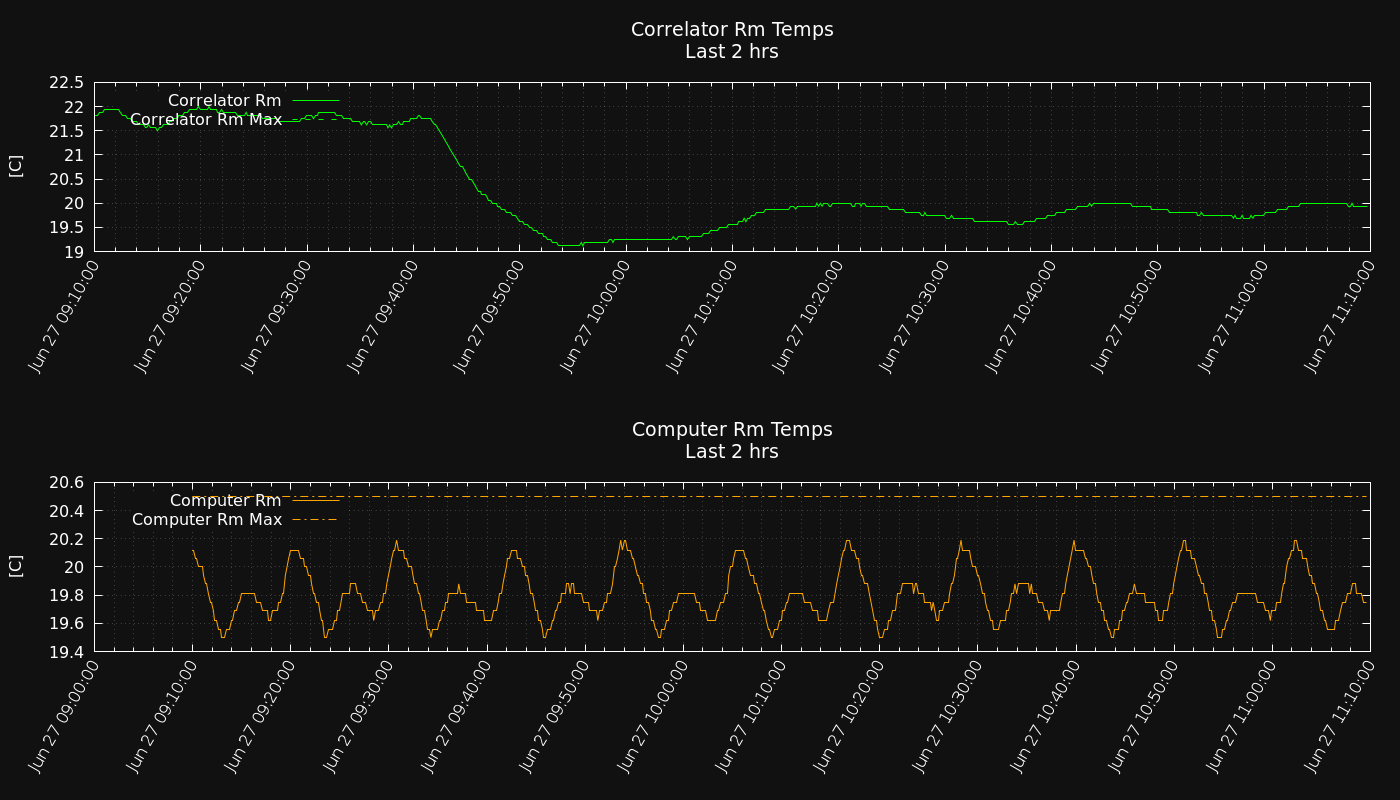 Correlator Rm Temps
Last 2 hrs
22.5
22
21.5
21
20.5
20
19.5
19
[C]
Correlator Rm
Correlator Rm Max
Jun 27 09:10:00
Jun 27 09:20:00
Jun 27 09:30:00
Jun 27 09:40:00
Jun 27 09:50:00
Jun 27 10:00:00
Jun 27 10:10:00
Jun 27 10:20:00
Jun 27 10:30:00
Jun 27 10:40:00
Jun 27 10:50:00
Jun 27 11:00:00
Jun 27 11:10:00
Computer Rm Temps
Last 2 hrs
20.6
20.4
20.2
20
19.8
19.6
19.4
[C]
Computer Rm
Computer Rm Max
Jun 27 09:00:00
Jun 27 09:10:00
Jun 27 09:20:00
Jun 27 09:30:00
Jun 27 09:40:00
Jun 27 09:50:00
Jun 27 10:00:00
Jun 27 10:10:00
Jun 27 10:20:00
Jun 27 10:30:00
Jun 27 10:40:00
Jun 27 10:50:00
Jun 27 11:00:00
Jun 27 11:10:00